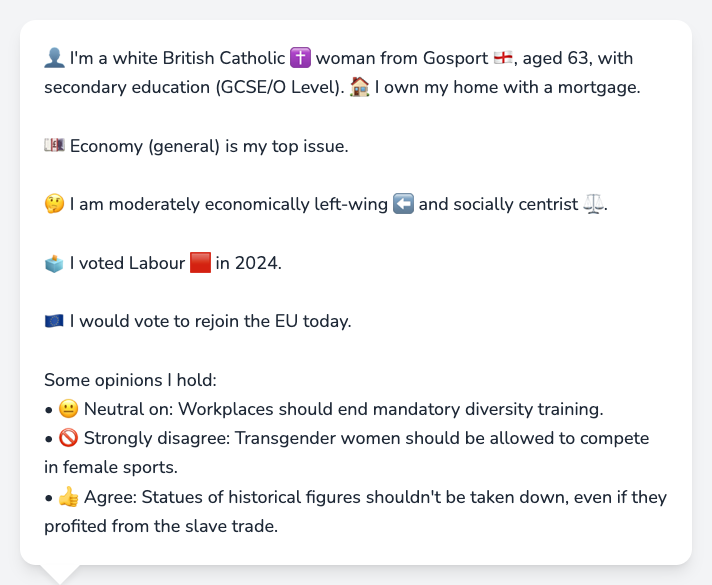 👤 I'm a white British Catholic ✝️ woman from Gosport 🏴󠁧󠁢󠁥󠁮󠁧󠁿, aged 63, with
secondary education (GCSE/O Level). 🏠 I own my home with a mortgage.
💷 Economy (general) is my top issue.
🤔 I am moderately economically left-wing ⬅️ and socially centrist ⚖️.
🗳️ I voted Labour 🟥 in 2024.
🇪🇺 I would vote to rejoin the EU today.
Some opinions I hold:
• 😐 Neutral on: Workplaces should end mandatory diversity training.
• 🚫 Strongly disagree: Transgender women should be allowed to compete
in female sports.
• 👍 Agree: Statues of historical figures shouldn't be taken down, even if they
profited from the slave trade.